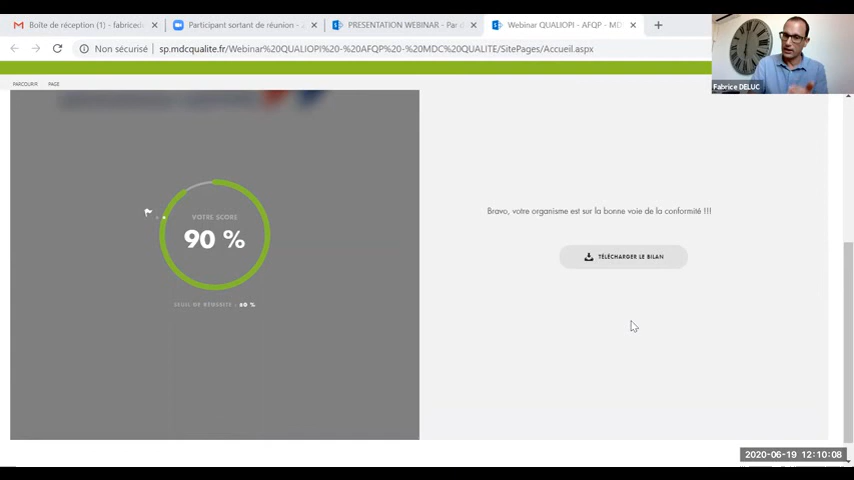 Boîte de réception (1) - fabriceda
Participant sortant de réunion -
PRESENTATION WEBINAR - Par
Webinar QUALIOPI - AFQP - MD
Non sécurisé
sp.mdcqualite.fr/Webinar%20QUALIOPI%20-%20AFQP%20-%20MDC%20QUALITE/SitePages/Accueil.aspx
Fabrice DELUC
PARCOURIR
PAGE
VOTRE SCORE
90 %
SEUIL DE RÉUSSITE : 80 %
Bravo, votre organisme est sur la bonne voie de la conformité !!!
TÉLÉCHARGER LE BILAN
2020-06-19 12:10:08